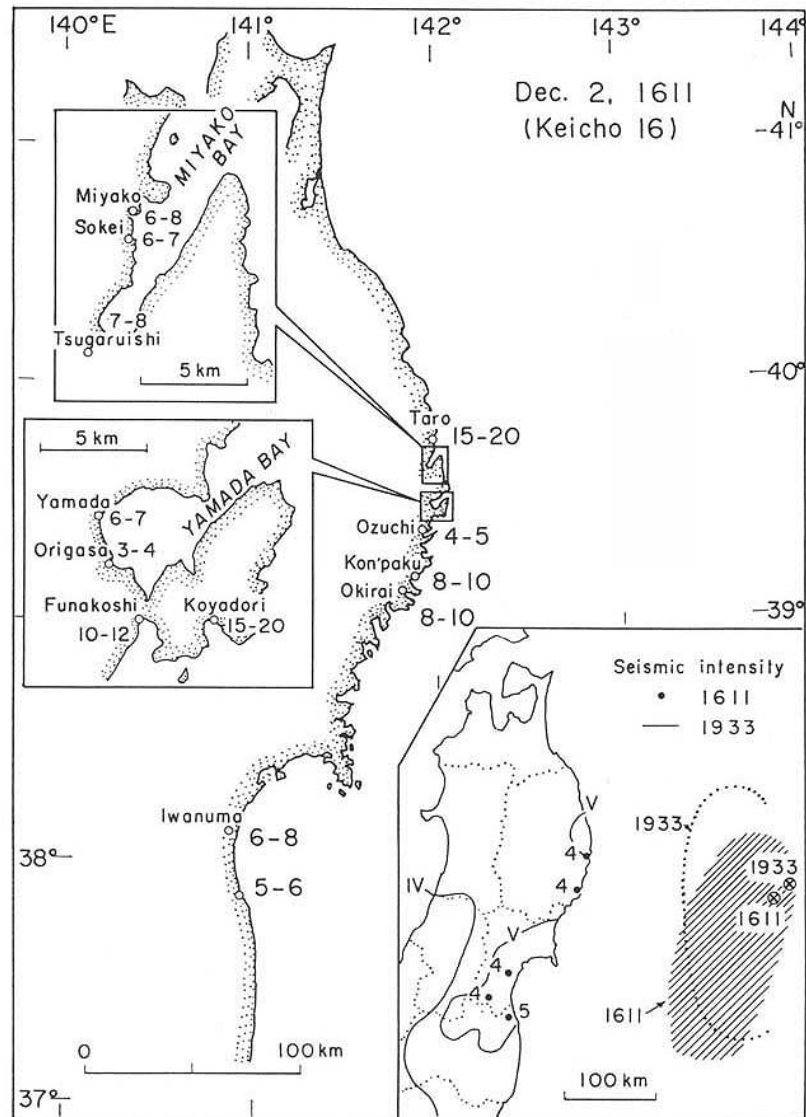 140°E 141° 142° 143° 144°
Dec. 2, 1611
(Keicho 16)
N
41°
MIYAKO
BAY
Miyako
6-8
Sokei
6-7
7-8
Tsugaruishi
5 km
40°
Taro
15-20
5 km
YAMADA BAY
Yamada
6-7
Origasa 3-4
Funakoshi
10-12
Koyadori
15-20
Ozuchi
4-5
Kon'paku
8-10
Okirai
8-10
39°
Seismic intensity
1611
1933
V
4
4
IV
V
4
4
5
1933
1933
1611
1611
100 km
Iwanuma
6-8
38°
5-6
0 100 km
37°